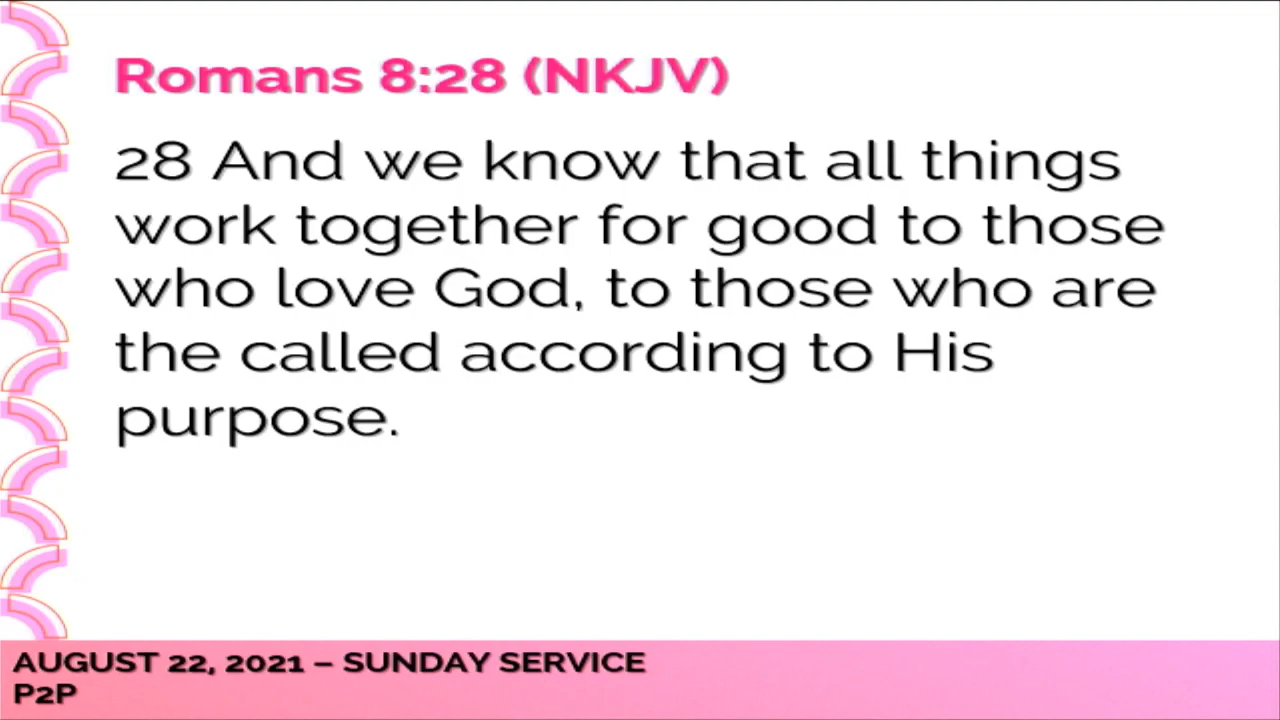 Romans 8:28 (NKJV)
28 And we know that all things
work together for good to those
who love God, to those who are
the called according to His
purpose.
AUGUST 22, 2021 – SUNDAY SERVICE
P2P